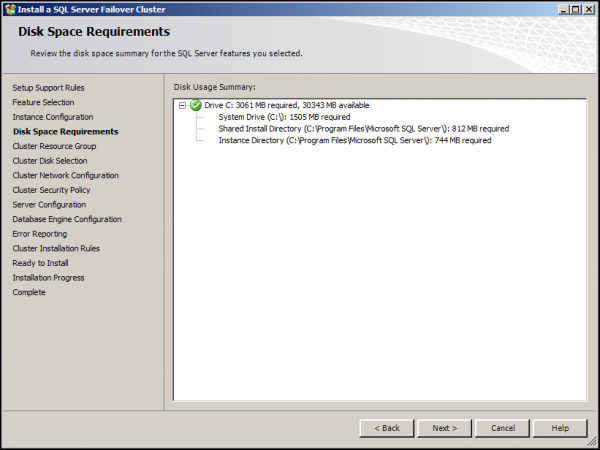 Install a SQL Server Failover Cluster
Disk Space Requirements
Review the disk space summary for the SQL Server features you selected.
Setup Support Rules
Feature Selection
Instance Configuration
Disk Space Requirements
Cluster Resource Group
Cluster Disk Selection
Cluster Network Configuration
Cluster Security Policy
Server Configuration
Database Engine Configuration
Error Reporting
Cluster Installation Rules
Ready to Install
Installation Progress
Complete
Disk Usage Summary:
Drive C: 3061 MB required, 30343 MB available
System Drive (C:\): 1505 MB required
Shared Install Directory (C:\Program Files\Microsoft SQL Server\): 812 MB required
Instance Directory (C:\Program Files\Microsoft SQL Server\): 744 MB required
< Back
Next >
Cancel
Help